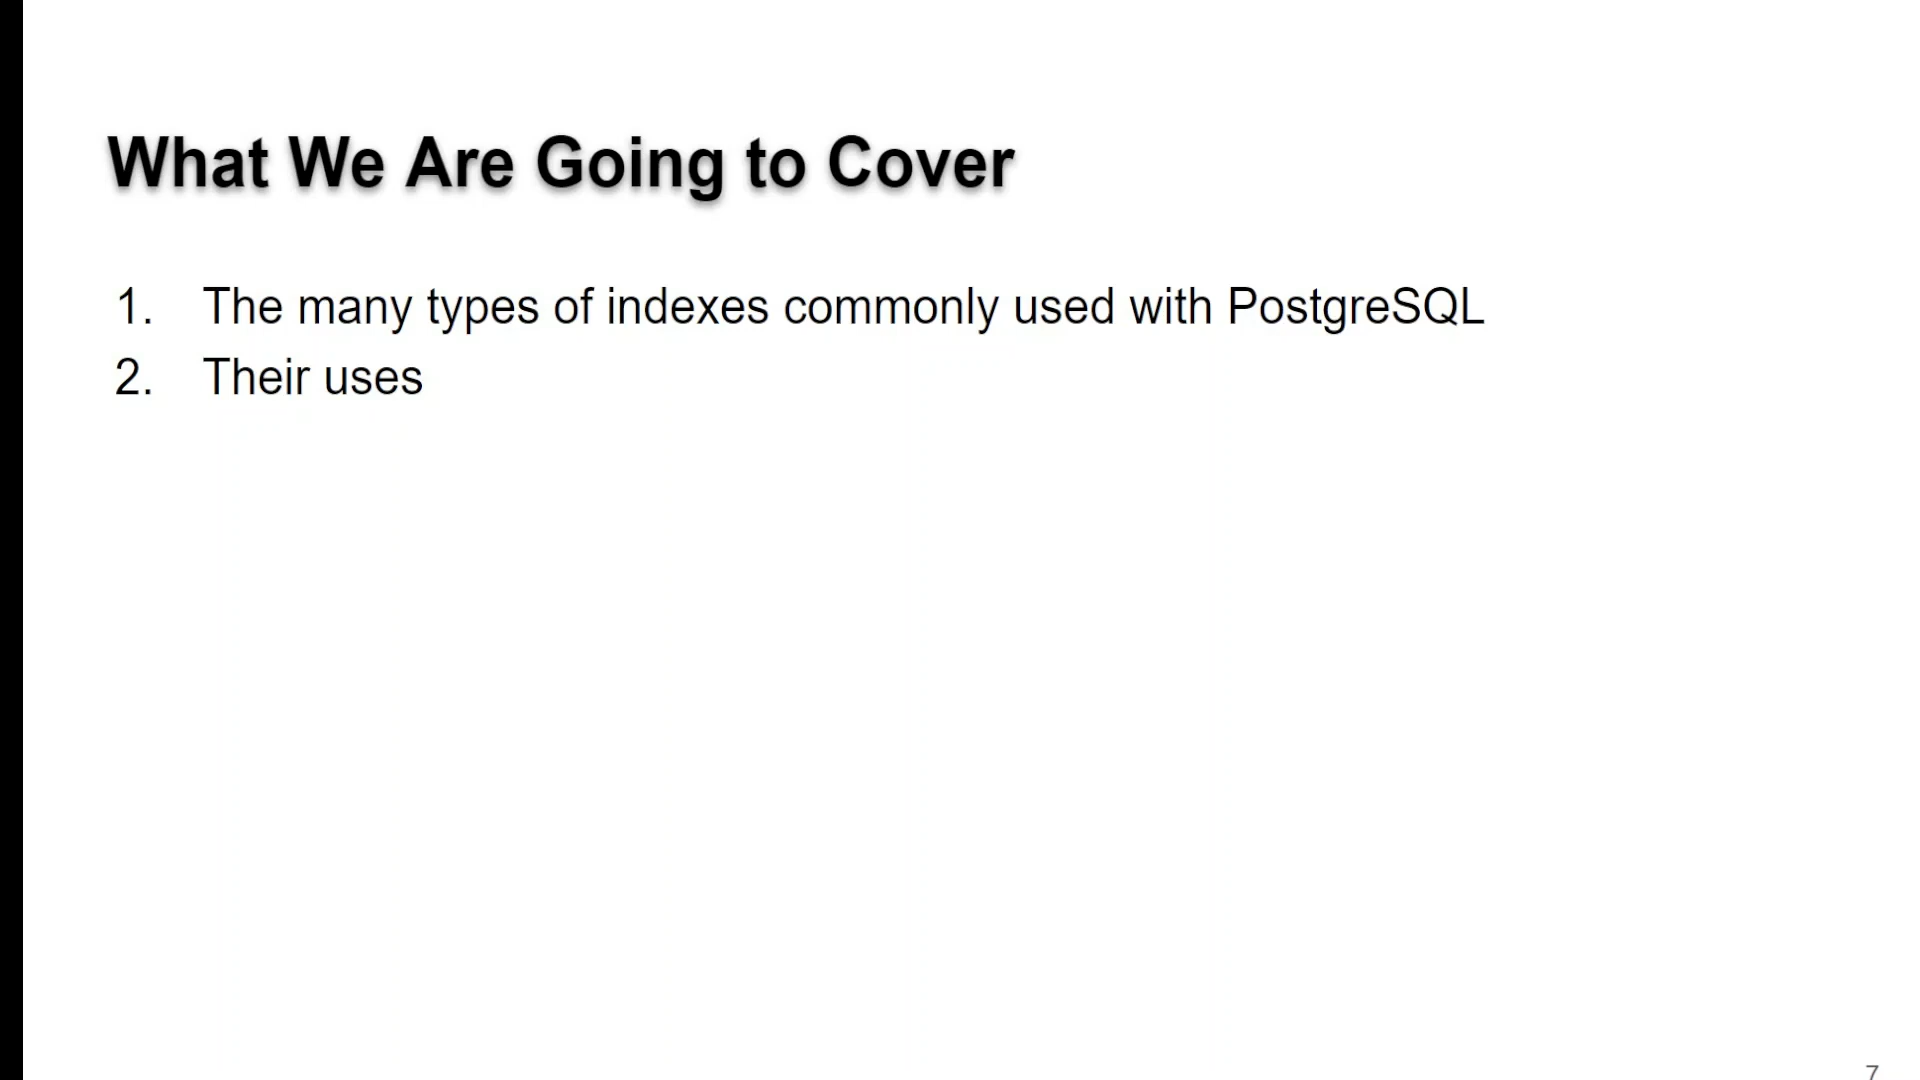 What We Are Going to Cover
1. The many types of indexes commonly used with PostgreSQL
2. Their uses
7